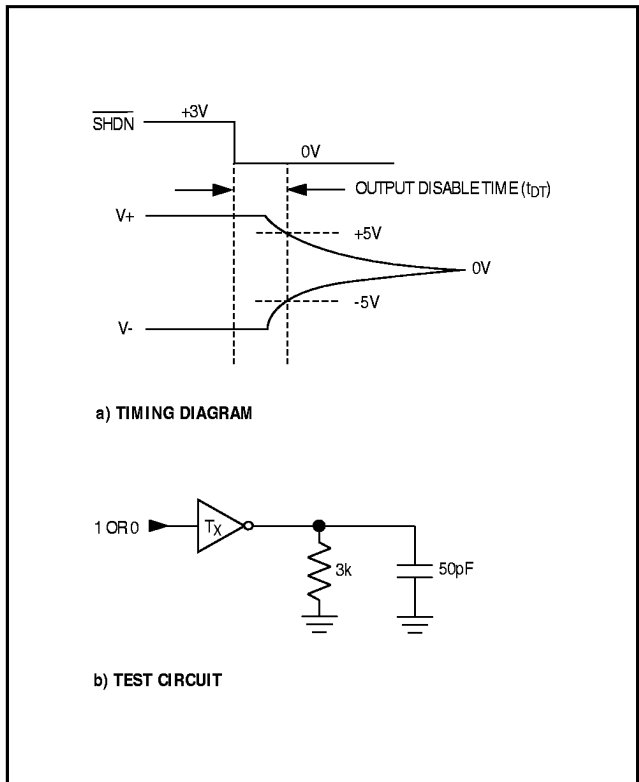 +3V
SHDN
0V
OUTPUT DISABLE TIME (tDT)
V+
+5V
0V
-5V
V-
a) TIMING DIAGRAM
1 OR 0
TX
3k
50pF
b) TEST CIRCUIT